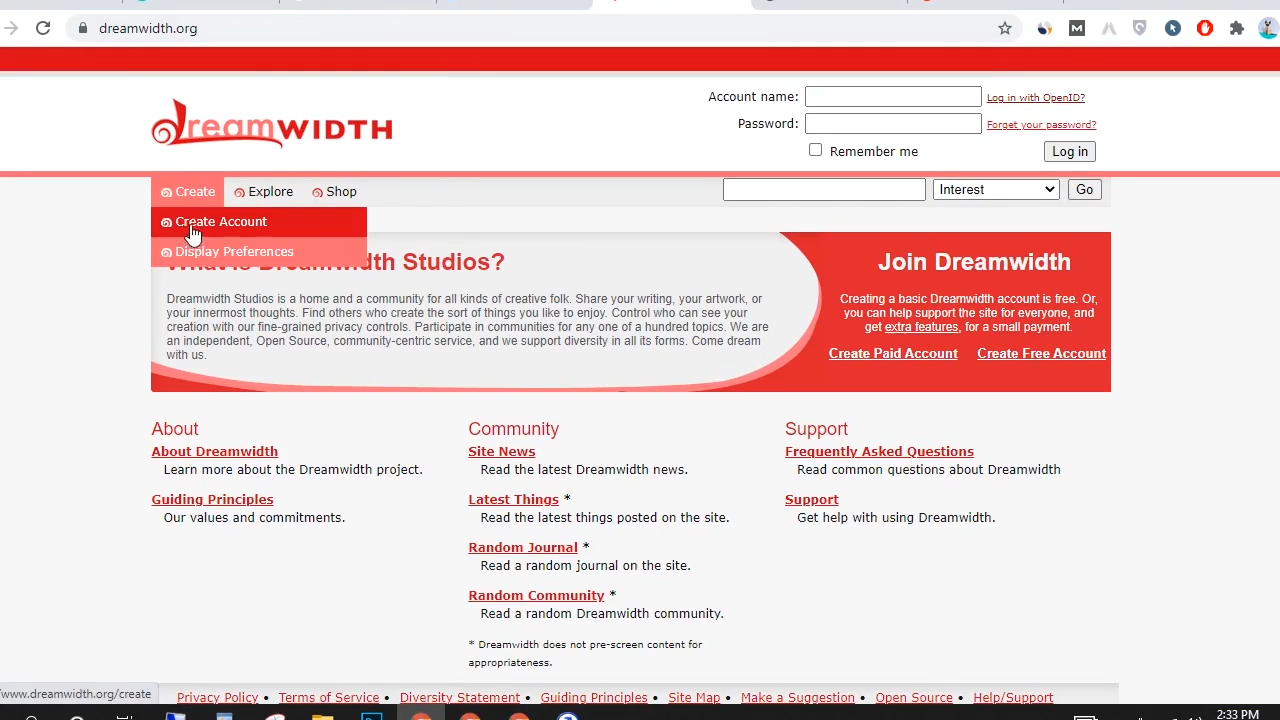 dreamwidth.org
Account name: Log in with OpenID?
dreamWIDTH
Password: Forget your password?
Remember me Log in
Create Explore Shop Interest Go
Create Account
Display Preferences
What is Dreamwidth Studios?
Join Dreamwidth
Dreamwidth Studios is a home and a community for all kinds of creative folk. Share your writing, your artwork, or
your innermost thoughts. Find others who create the sort of things you like to enjoy. Control who can see your
creation with our fine-grained privacy controls. Participate in communities for any one of a hundred topics. We are
an independent, Open Source, community-centric service, and we support diversity in all its forms. Come dream
with us.
Creating a basic Dreamwidth account is free. Or,
you can help support the site for everyone, and
get extra features, for a small payment.
Create Paid Account Create Free Account
About
About Dreamwidth
Learn more about the Dreamwidth project.
Guiding Principles
Our values and commitments.
Community
Site News
Read the latest Dreamwidth news.
Latest Things *
Read the latest things posted on the site.
Random Journal *
Read a random journal on the site.
Random Community *
Read a random Dreamwidth community.
* Dreamwidth does not pre-screen content for
appropriateness.
Support
Frequently Asked Questions
Read common questions about Dreamwidth
Support
Get help with using Dreamwidth.
/www.dreamwidth.org/create
Privacy Policy • Terms of Service • Diversity Statement • Guiding Principles • Site Map • Make a Suggestion • Open Source • Help/Support
2:33 PM